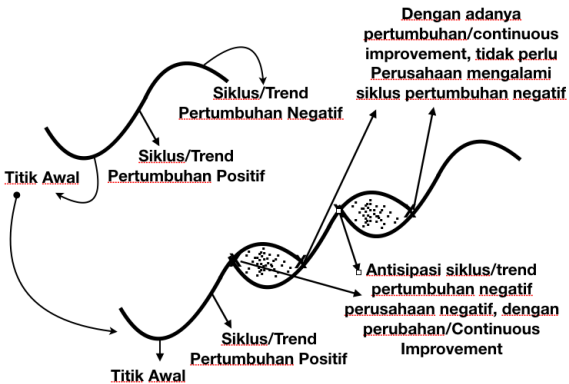 Dengan adanya
pertumbuhan/continuous
improvement, tidak perlu
Perusahaan mengalami
siklus pertumbuhan negatif
Siklus/Trend
Pertumbuhan Negatif
Siklus/Trend
Pertumbuhan Positif
Titik Awal
Antisipasi siklus/trend
pertumbuhan negatif
perusahaan negatif, dengan
perubahan/Continuous
Improvement
Siklus/Trend
Pertumbuhan Positif
Titik Awal